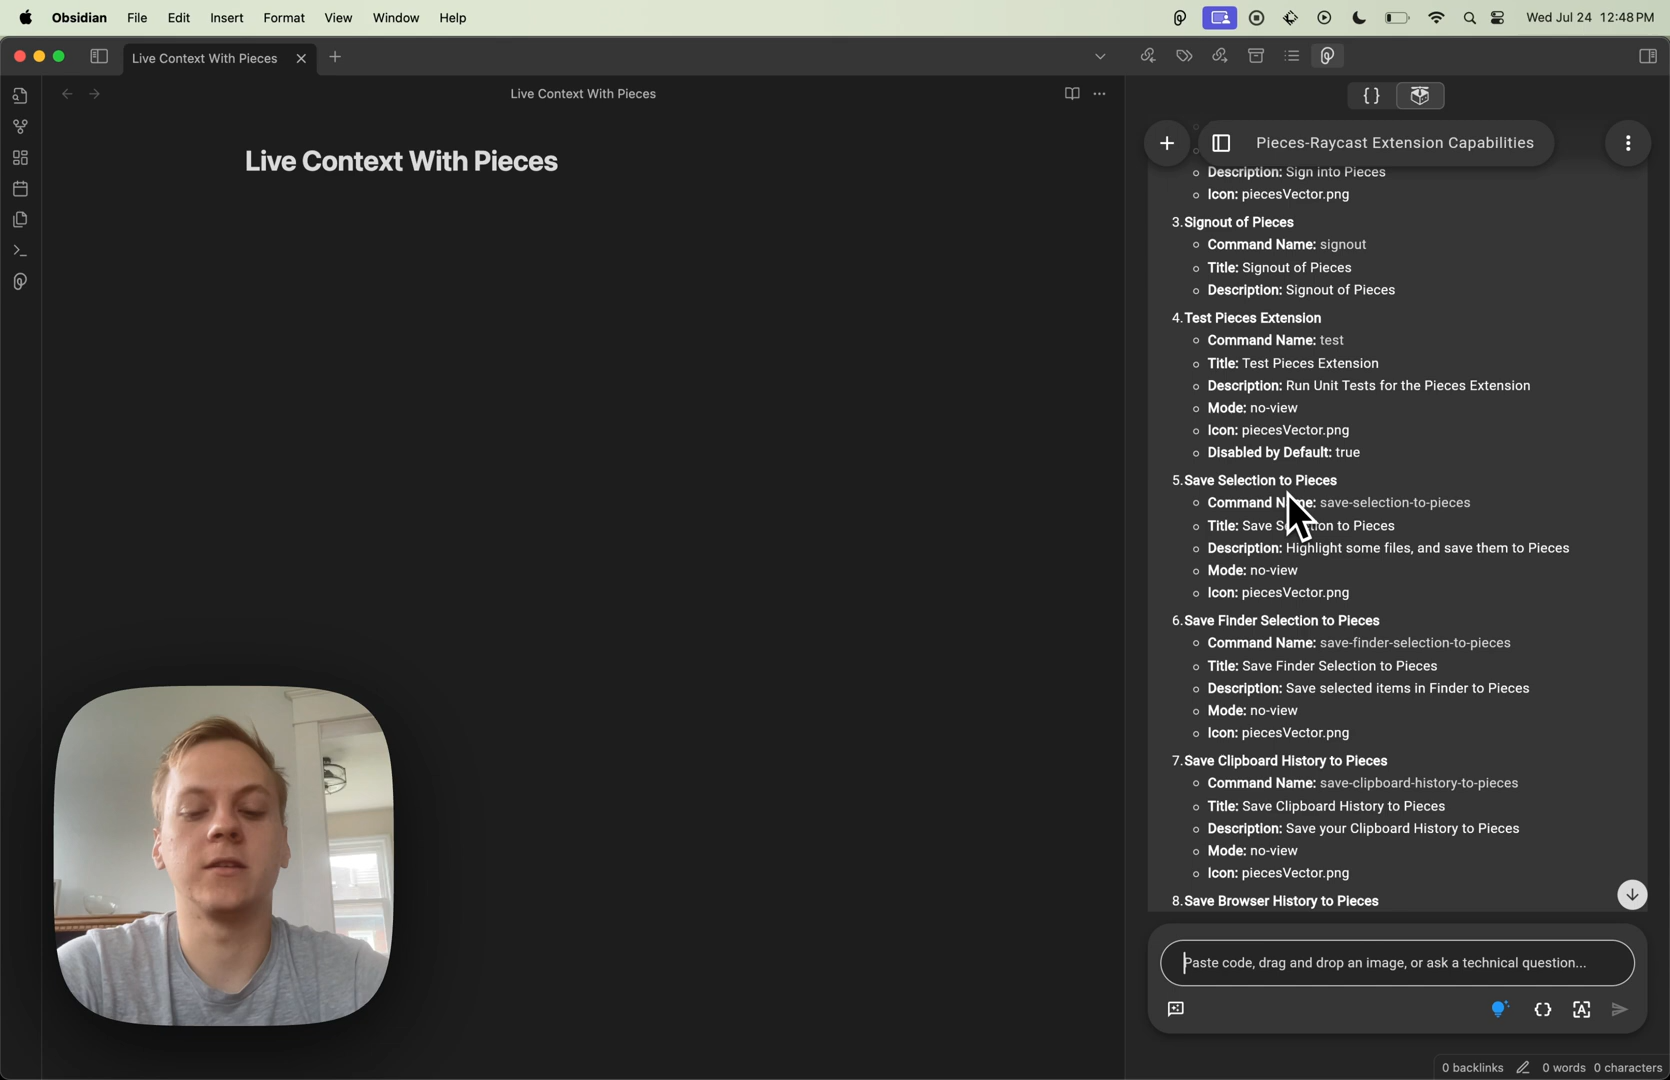 Obsidian File Edit Insert Format View Window Help
Wed Jul 24 12:48 PM
Live Context With Pieces
Live Context With Pieces
Live Context With Pieces
Pieces-Raycast Extension Capabilities
Description: Sign into Pieces
Icon: piecesVector.png
3. Signout of Pieces
Command Name: signout
Title: Signout of Pieces
Description: Signout of Pieces
4. Test Pieces Extension
Command Name: test
Title: Test Pieces Extension
Description: Run Unit Tests for the Pieces Extension
Mode: no-view
Icon: piecesVector.png
Disabled by Default: true
5. Save Selection to Pieces
Command Name: save-selection-to-pieces
Title: Save Selection to Pieces
Description: Highlight some files, and save them to Pieces
Mode: no-view
Icon: piecesVector.png
6. Save Finder Selection to Pieces
Command Name: save-finder-selection-to-pieces
Title: Save Finder Selection to Pieces
Description: Save selected items in Finder to Pieces
Mode: no-view
Icon: piecesVector.png
7. Save Clipboard History to Pieces
Command Name: save-clipboard-history-to-pieces
Title: Save Clipboard History to Pieces
Description: Save your Clipboard History to Pieces
Mode: no-view
Icon: piecesVector.png
8. Save Browser History to Pieces
Paste code, drag and drop an image, or ask a technical question...
0 backlinks 0 words 0 characters